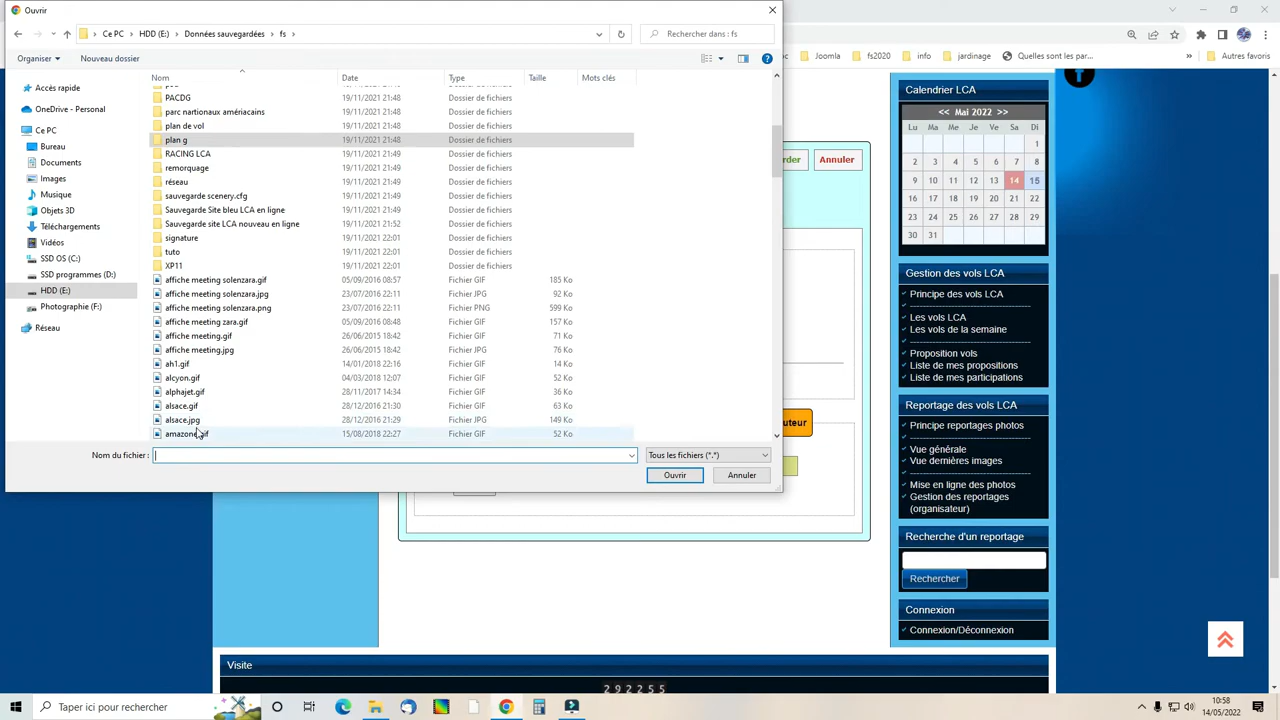 Ouvrir
Ce PC > HDD (E:) > Données sauvegardées > fs >
Rechercher dans : fs
Organiser
Nouveau dossier
Joomla
fs2020
info
jardinage
Quelles sont les par...
»
Autres favoris
Nom
Date
Type
Taille
Mots clés
Accès rapide
OneDrive - Personal
Ce PC
Bureau
Documents
Images
Musique
Objets 3D
Téléchargements
Vidéos
SSD OS (C:)
SSD programmes (D:)
HDD (E:)
Photographie (F:)
Réseau
PACDG 19/11/2021 21:48 Dossier de fichiers
parc nartionaux américains 19/11/2021 21:48 Dossier de fichiers
plan de vol 19/11/2021 21:48 Dossier de fichiers
plan g 19/11/2021 21:48 Dossier de fichiers
RACING LCA 19/11/2021 21:49 Dossier de fichiers
remorquage 19/11/2021 21:49 Dossier de fichiers
réseau 19/11/2021 21:49 Dossier de fichiers
sauvegarde scenery.cfg 19/11/2021 21:49 Dossier de fichiers
Sauvegarde Site bleu LCA en ligne 19/11/2021 21:49 Dossier de fichiers
Sauvegarde site LCA nouveau en ligne 19/11/2021 21:52 Dossier de fichiers
signature 19/11/2021 22:01 Dossier de fichiers
tuto 19/11/2021 22:01 Dossier de fichiers
XP11 19/11/2021 22:01 Dossier de fichiers
affiche meeting solenzara.gif 05/09/2016 08:57 Fichier GIF 185 Ko
affiche meeting solenzara.jpg 23/07/2016 22:11 Fichier JPG 92 Ko
affiche meeting solenzara.png 23/07/2016 22:11 Fichier PNG 599 Ko
affiche meeting zara.gif 05/09/2016 08:48 Fichier GIF 157 Ko
affiche meeting.gif 26/06/2015 18:42 Fichier GIF 71 Ko
affiche meeting.jpg 26/06/2015 18:42 Fichier JPG 76 Ko
ah1.gif 14/01/2018 22:16 Fichier GIF 14 Ko
alcyon.gif 04/03/2018 12:07 Fichier GIF 38 Ko
alphajet.gif 28/11/2017 14:34 Fichier GIF 36 Ko
alsace.gif 28/12/2016 21:30 Fichier GIF 63 Ko
alsace.jpg 28/12/2016 21:29 Fichier JPG 149 Ko
amazone.gif 15/08/2018 22:27 Fichier GIF 52 Ko
Nom du fichier :
Tous les fichiers (*.*)
Ouvrir
Annuler
rder
Annuler
uteur
Calendrier LCA
<< Mai 2022 >>
Lu Ma Me Je Ve Sa Di
1
2 3 4 5 6 7 8
9 10 11 12 13 14 15
16 17 18 19 20 21 22
23 24 25 26 27 28 29
30 31
Gestion des vols LCA
Principe des vols LCA
------------------------------
Les vols LCA
Les vols de la semaine
------------------------------
Proposition vols
Liste de mes propositions
Liste de mes participations
Reportage des vols LCA
Principe reportages photos
------------------------------
Vue générale
Vue dernières images
------------------------------
Mise en ligne des photos
Gestion des reportages
(organisateur)
Recherche d'un reportage
Rechercher
Connexion
Connexion/Déconnexion
Visite
292255
Taper ici pour rechercher
10:58
14/05/2022